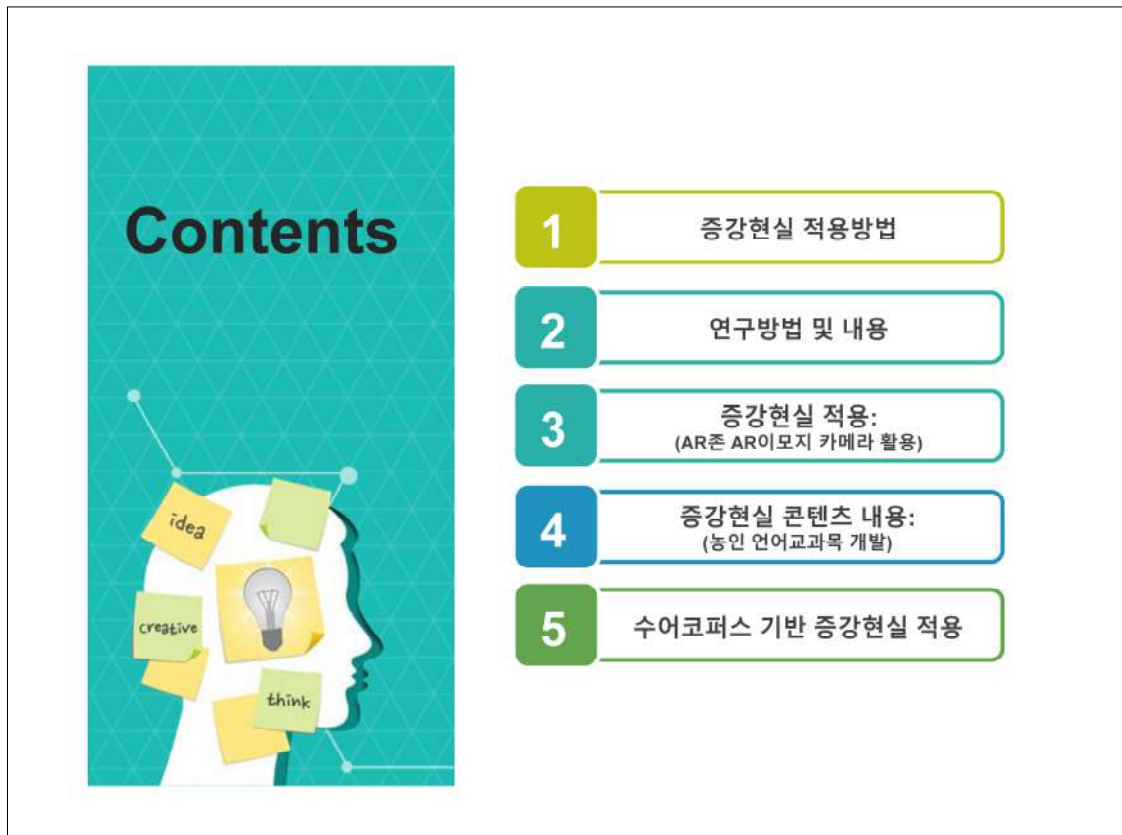 Contents
1
증강현실 적용방법
2
연구방법 및 내용
3
증강현실 적용:
(AR존 AR이모지 카메라 활용)
4
증강현실 콘텐츠 내용:
(농인 언어교과목 개발)
5
수어코퍼스 기반 증강현실 적용
idea
creative
think